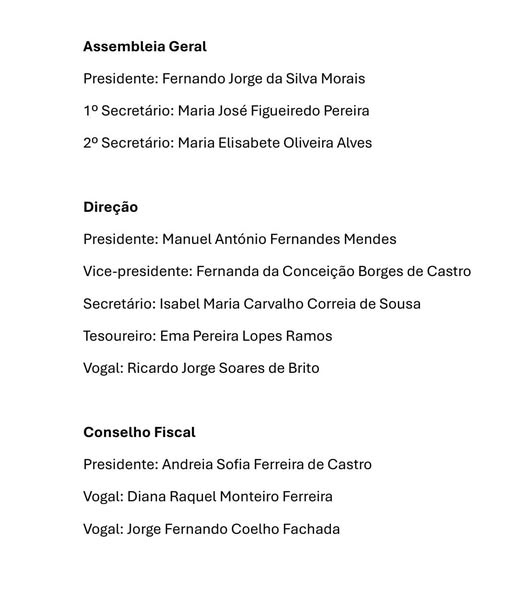 Assembleia Geral
Presidente: Fernando Jorge da Silva Morais
1º Secretário: Maria José Figueiredo Pereira
2º Secretário: Maria Elisabete Oliveira Alves
Direção
Presidente: Manuel António Fernandes Mendes
Vice-presidente: Fernanda da Conceição Borges de Castro
Secretário: Isabel Maria Carvalho Correia de Sousa
Tesoureiro: Ema Pereira Lopes Ramos
Vogal: Ricardo Jorge Soares de Brito
Conselho Fiscal
Presidente: Andreia Sofia Ferreira de Castro
Vogal: Diana Raquel Monteiro Ferreira
Vogal: Jorge Fernando Coelho Fachada